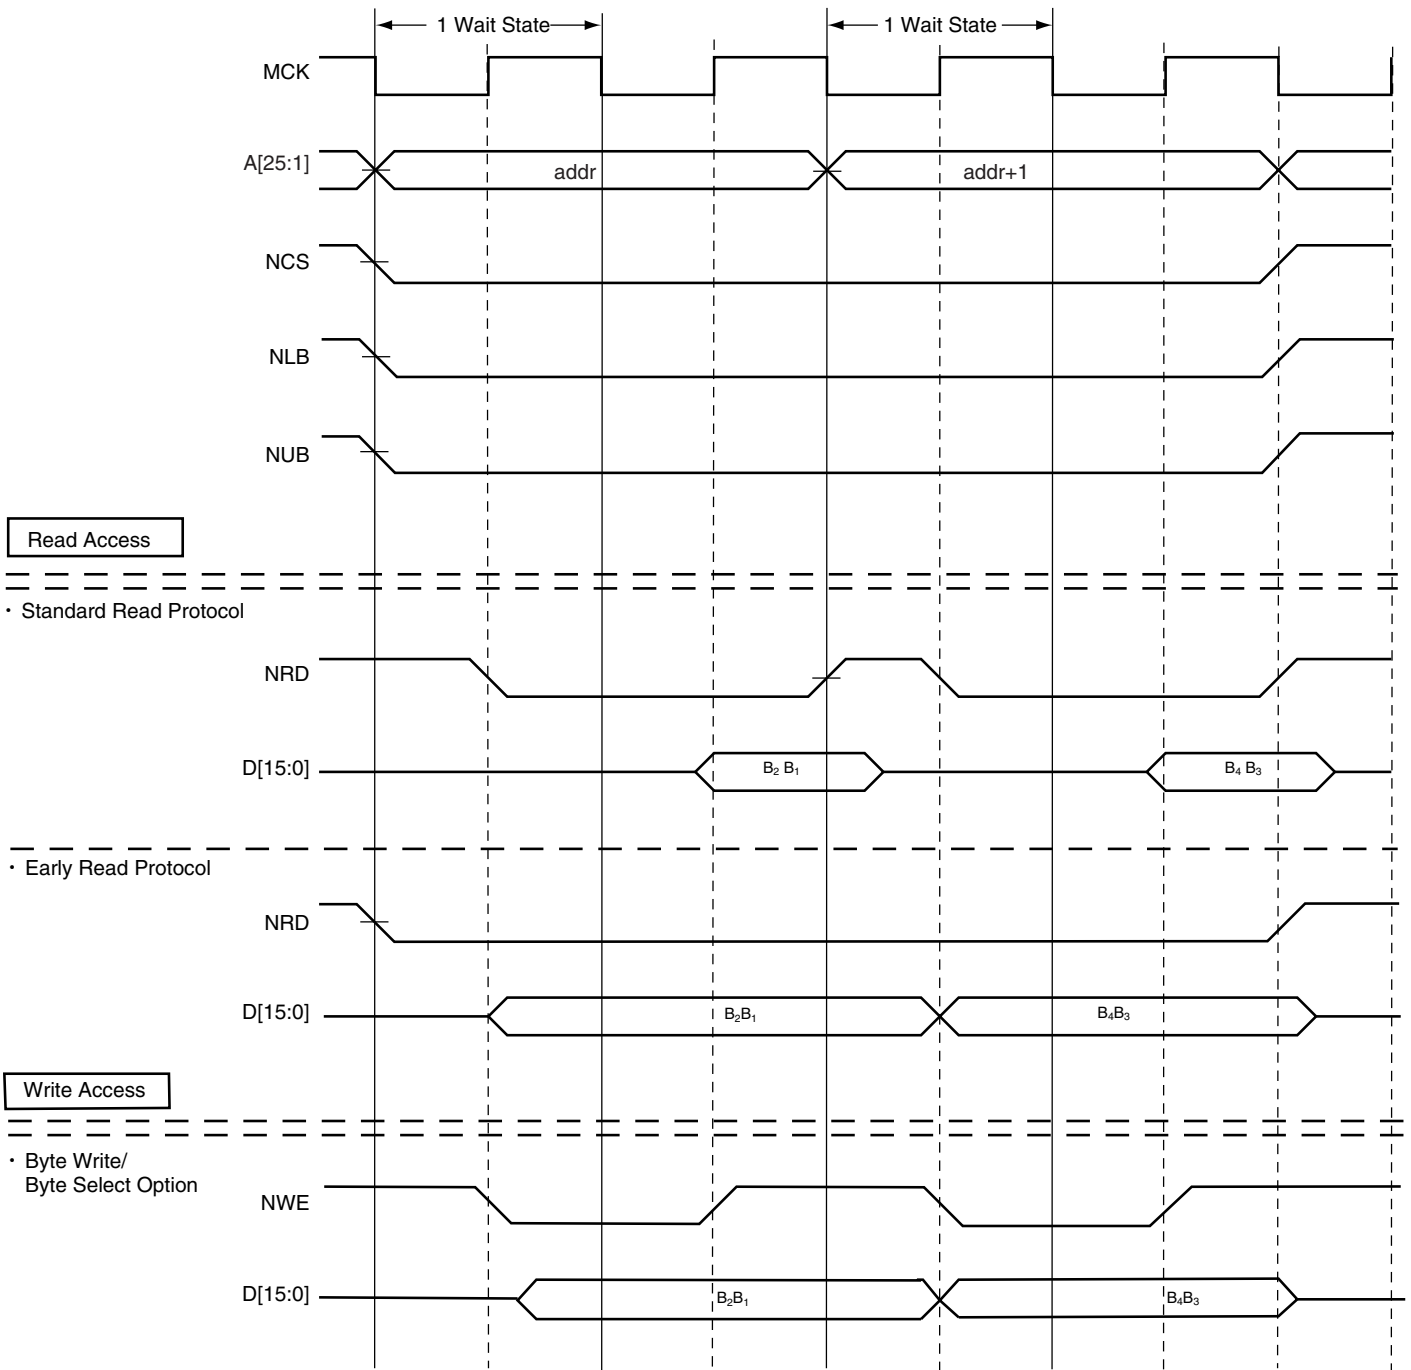 1 Wait State 1 Wait State
MCK
A[25:1] addr addr+1
NCS
NLB
NUB
Read Access
· Standard Read Protocol
NRD
D[15:0] B₂ B₁ B₄ B₃
· Early Read Protocol
NRD
D[15:0] B₂B₁ B₄B₃
Write Access
· Byte Write/
Byte Select Option
NWE
D[15:0] B₂B₁ B₄B₃